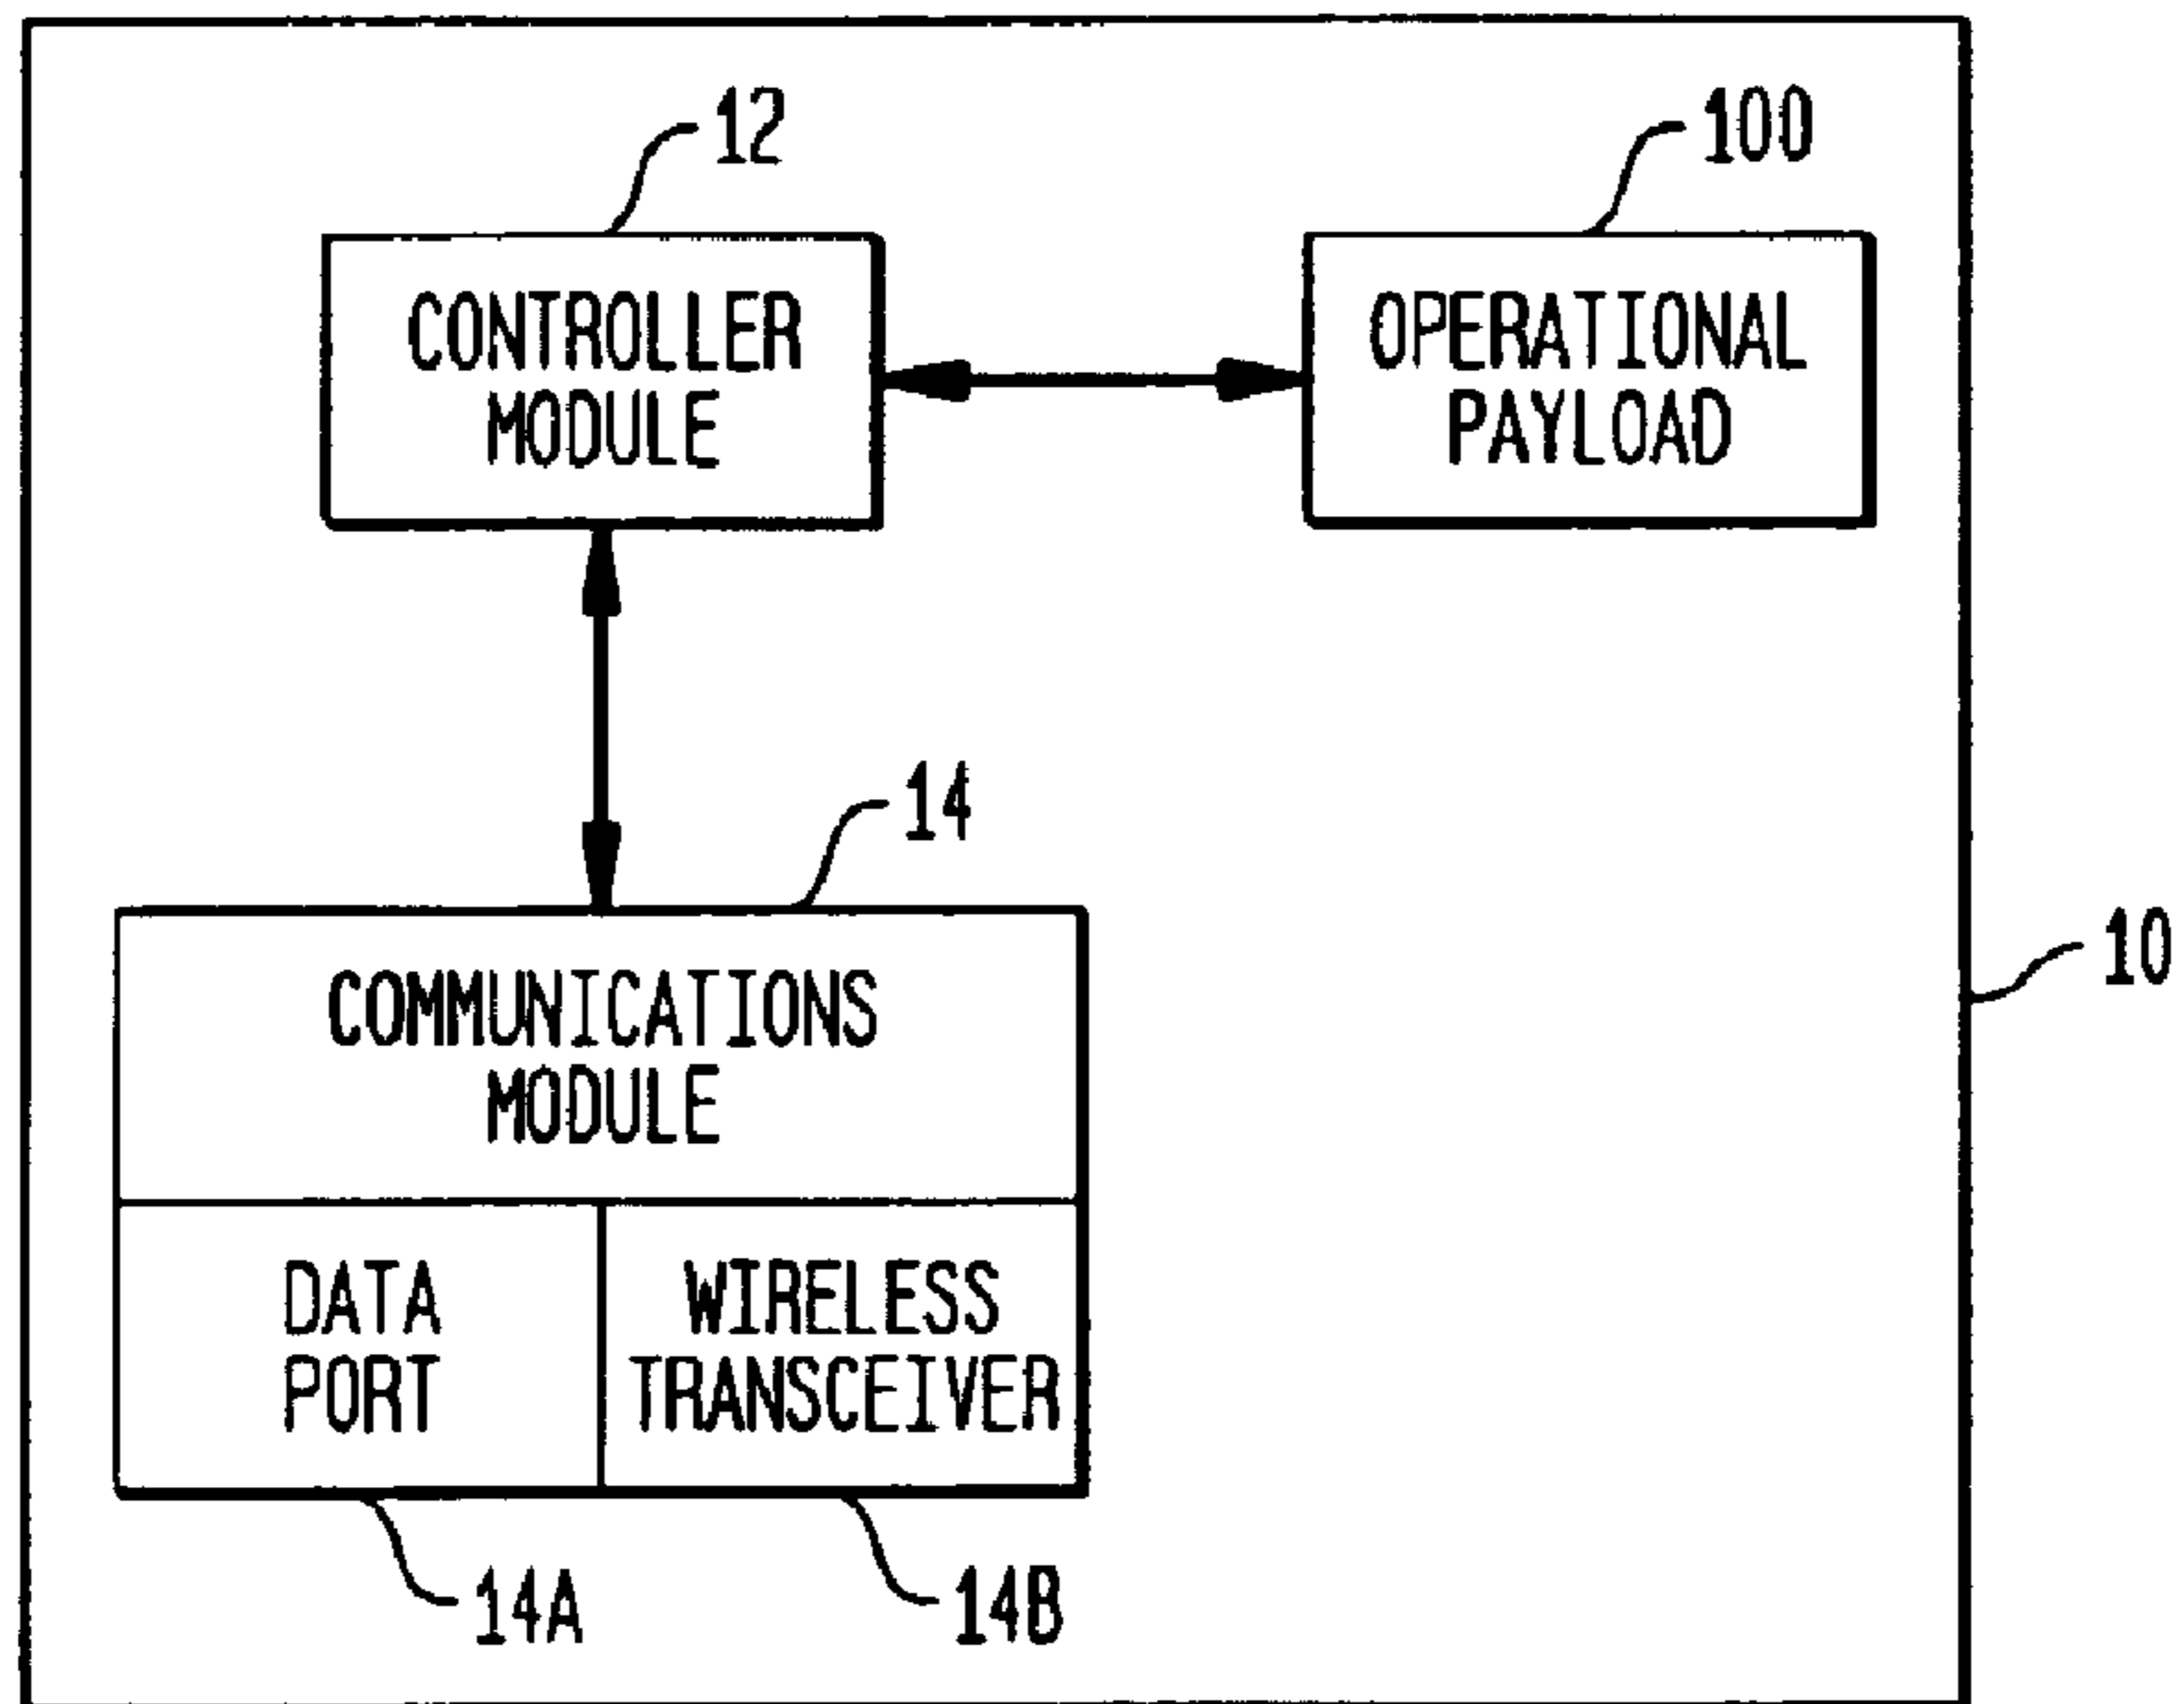 12
100
CONTROLLER
MODULE
OPERATIONAL
PAYLOAD
14
10
COMMUNICATIONS
MODULE
DATA
PORT
WIRELESS
TRANSCEIVER
14A
14B